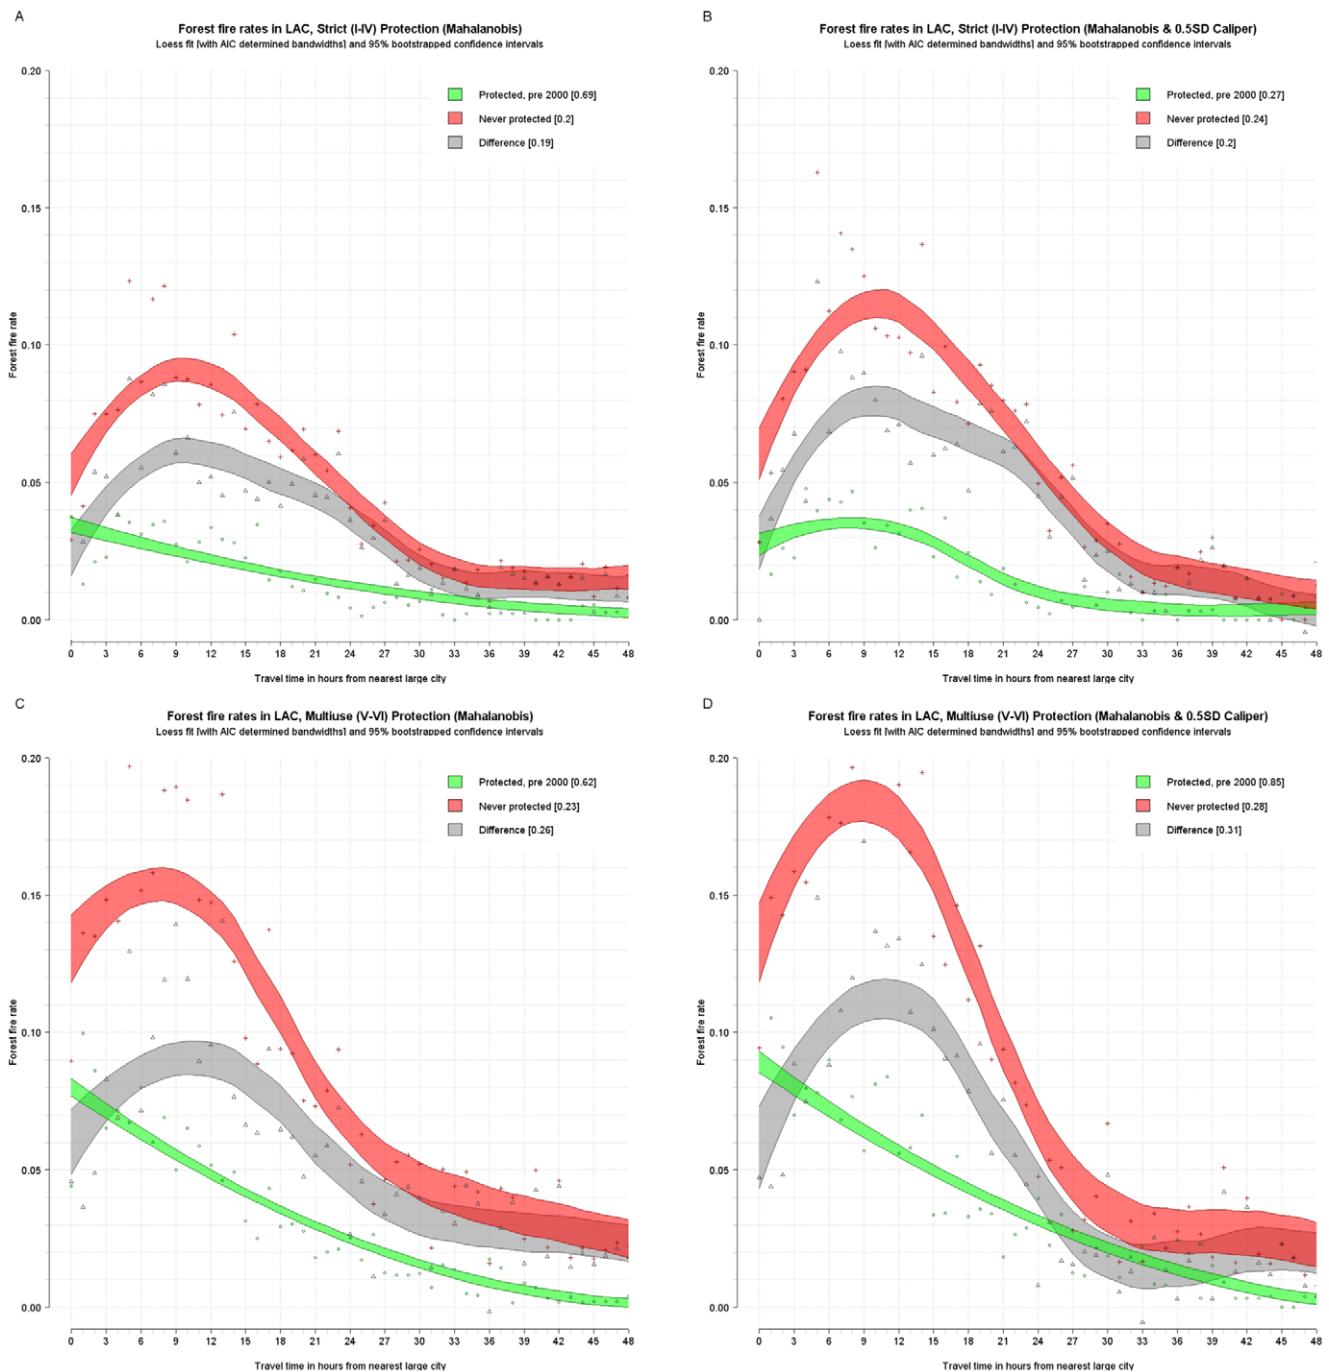 A
Forest fire rates in LAC, Strict (I-IV) Protection (Mahalanobis)
Loess fit [with AIC determined bandwidths] and 95% bootstrapped confidence intervals
0.20
0.15
0.10
0.05
0.00
Forest fire rate
Protected, pre 2000 [0.69]
Never protected [0.2]
Difference [0.19]
0 3 6 9 12 15 18 21 24 27 30 33 36 39 42 45 48
Travel time in hours from nearest large city
B
Forest fire rates in LAC, Strict (I-IV) Protection (Mahalanobis & 0.5SD Caliper)
Loess fit [with AIC determined bandwidths] and 95% bootstrapped confidence intervals
0.20
0.15
0.10
0.05
0.00
Forest fire rate
Protected, pre 2000 [0.27]
Never protected [0.24]
Difference [0.2]
0 3 6 9 12 15 18 21 24 27 30 33 36 39 42 45 48
Travel time in hours from nearest large city
C
Forest fire rates in LAC, Multiuse (V-VI) Protection (Mahalanobis)
Loess fit [with AIC determined bandwidths] and 95% bootstrapped confidence intervals
0.20
0.15
0.10
0.05
0.00
Forest fire rate
Protected, pre 2000 [0.62]
Never protected [0.23]
Difference [0.26]
0 3 6 9 12 15 18 21 24 27 30 33 36 39 42 45 48
Travel time in hours from nearest large city
D
Forest fire rates in LAC, Multiuse (V-VI) Protection (Mahalanobis & 0.5SD Caliper)
Loess fit [with AIC determined bandwidths] and 95% bootstrapped confidence intervals
0.20
0.15
0.10
0.05
0.00
Forest fire rate
Protected, pre 2000 [0.85]
Never protected [0.28]
Difference [0.31]
0 3 6 9 12 15 18 21 24 27 30 33 36 39 42 45 48
Travel time in hours from nearest large city